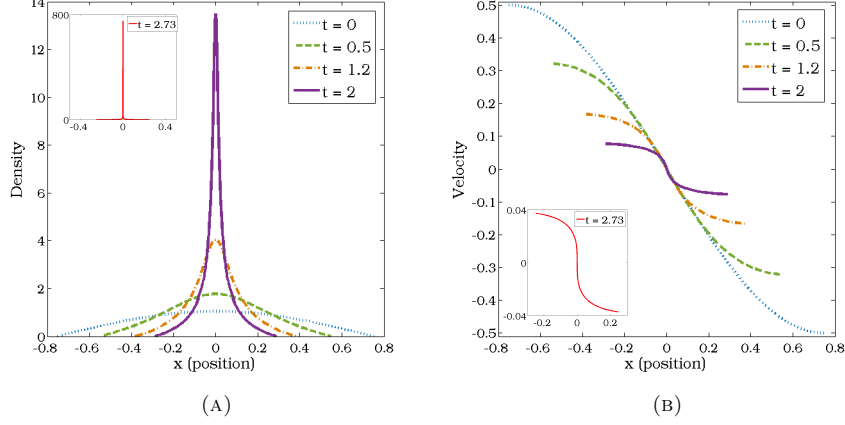 14
12
10
8
6
4
2
0
Density
-0.8 -0.6 -0.4 -0.2 0 0.2 0.4 0.6 0.8
x (position)
t = 0
t = 0.5
t = 1.2
t = 2
800
0
-0.4 0 0.4
t = 2.73
(A)
0.5
0.4
0.3
0.2
0.1
0
-0.1
-0.2
-0.3
-0.4
-0.5
Velocity
-0.8 -0.6 -0.4 -0.2 0 0.2 0.4 0.6 0.8
x (position)
t = 0
t = 0.5
t = 1.2
t = 2
0.04
0
-0.04
-0.2 0 0.2
t = 2.73
(B)